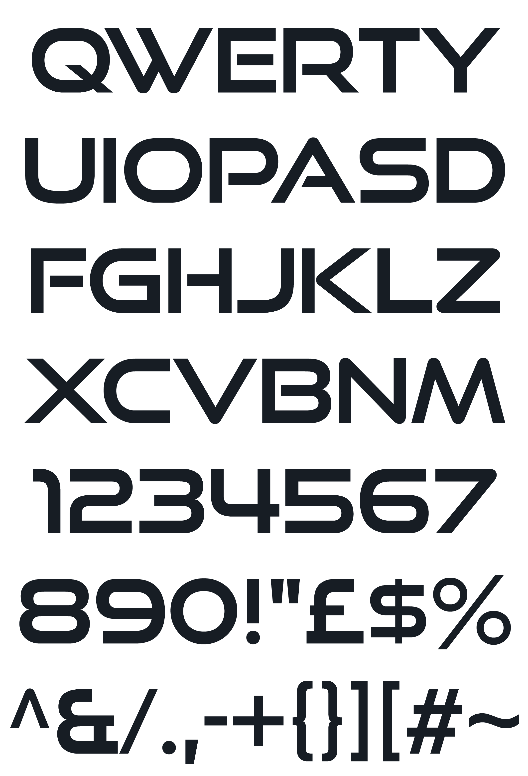 QWERTY
UIOPASD
FGHJKLZ
XCVBNM
1234567
890!"£$%
^&/.,-+{}][#~